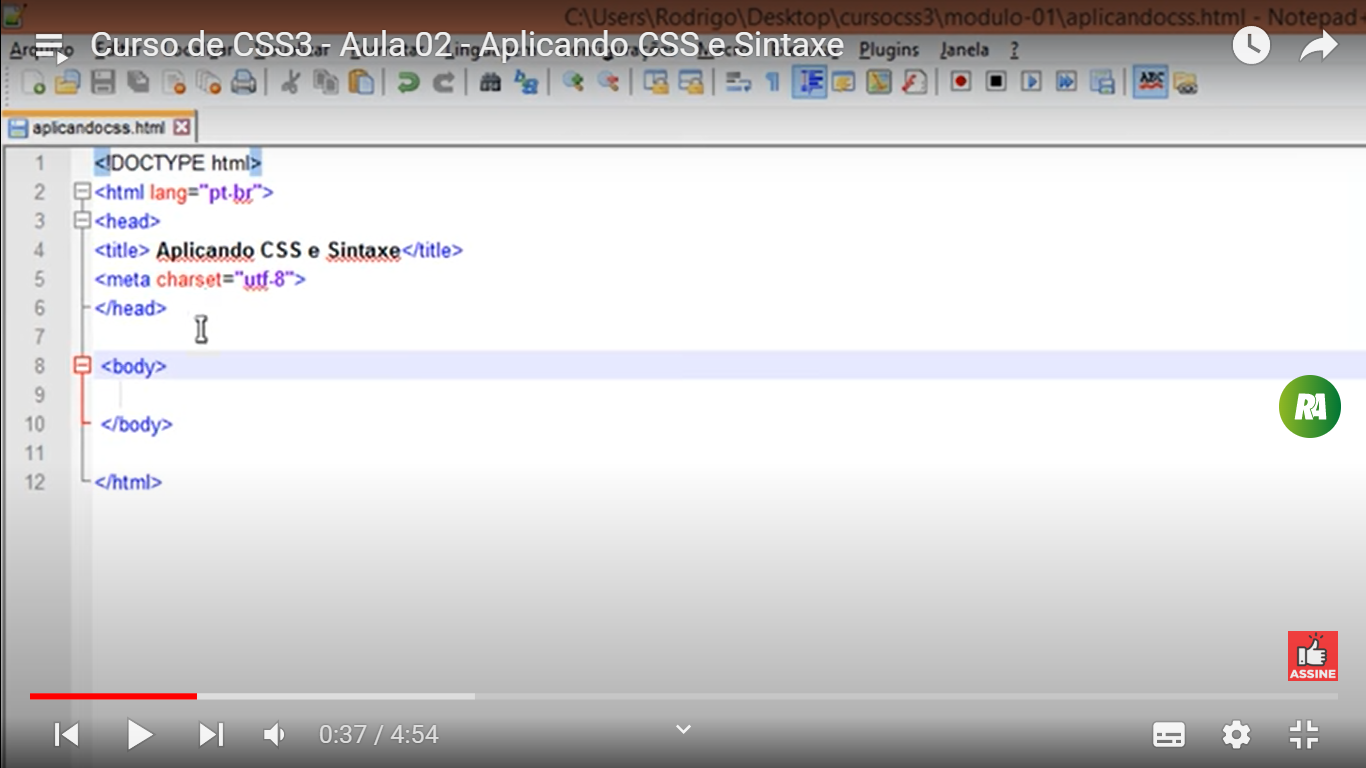 C:\Users\Rodrigo\Desktop\cursocss3\modulo-01\aplicandocss.html - Notepad
Curso de CSS3 - Aula 02 - Aplicando CSS e Sintaxe
Plugins Janela ?
ABC
aplicandocss.html
1 <!DOCTYPE html>
2 <html lang="pt-br">
3 <head>
4 <title> Aplicando CSS e Sintaxe</title>
5 <meta charset="utf-8">
6 </head>
7
8 <body>
9
10 </body>
11
12 </html>
RA
ASSINE
0:37 / 4:54